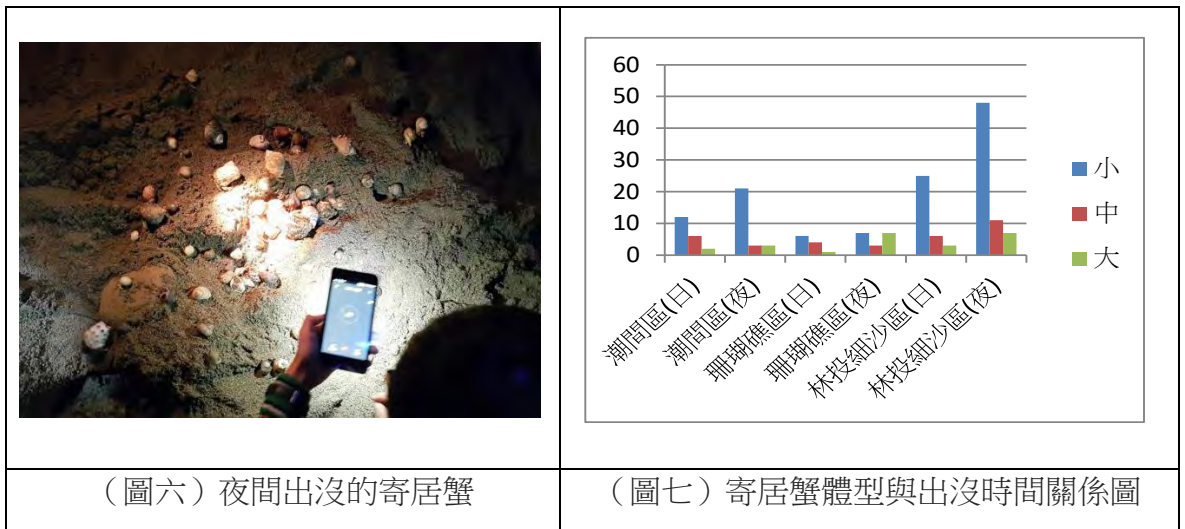 60
50
40
30
20
10
0
潮間區(日)
潮間區(夜)
珊瑚礁區(日)
珊瑚礁區(夜)
林投細沙區(日)
林投細沙區(夜)
小
中
大
（圖六）夜間出沒的寄居蟹
（圖七）寄居蟹體型與出沒時間關係圖